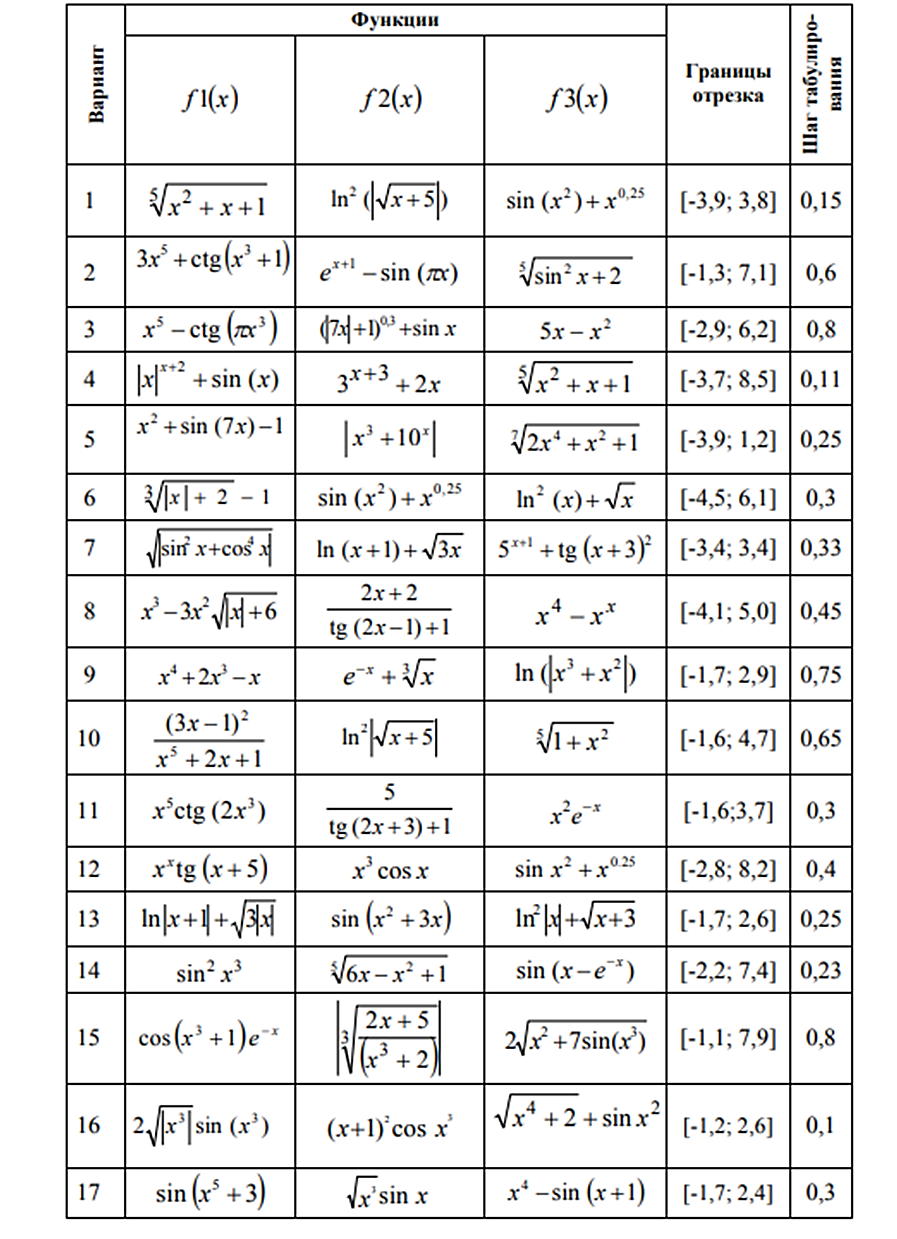 Вариант | Функции | Границы отрезка | Шаг табулиро-вания
f1(x) | f2(x) | f3(x)
1 | ⁵√(x² + x + 1) | ln² (|√(x+5)|) | sin (x²) + x^0,25 | [-3,9; 3,8] | 0,15
2 | 3x⁵ + ctg(x³ + 1) | e^(x+1) − sin (πx) | ⁵√(sin² x + 2) | [-1,3; 7,1] | 0,6
3 | x⁵ − ctg (πx³) | (|7x|+1)^0,3 + sin x | 5x − x² | [-2,9; 6,2] | 0,8
4 | |x|^(x+2) + sin (x) | 3^(x+3) + 2x | ⁵√(x² + x + 1) | [-3,7; 8,5] | 0,11
5 | x² + sin (7x) − 1 | |x³ + 10^x| | ⁷√(2x⁴ + x² + 1) | [-3,9; 1,2] | 0,25
6 | ³√(|x| + 2) − 1 | sin (x²) + x^0,25 | ln² (x) + √x | [-4,5; 6,1] | 0,3
7 | √|sin² x + cos⁴ x| | ln (x+1) + √(3x) | 5^(x+1) + tg (x+3)² | [-3,4; 3,4] | 0,33
8 | x³ − 3x²√(|x|+6) | (2x+2)/(tg (2x−1)+1) | x⁴ − x^x | [-4,1; 5,0] | 0,45
9 | x⁴ + 2x³ − x | e^(−x) + ³√x | ln (|x³ + x²|) | [-1,7; 2,9] | 0,75
10 | (3x−1)²/(x⁵ + 2x + 1) | ln²|√(x+5)| | ⁵√(1 + x²) | [-1,6; 4,7] | 0,65
11 | x⁵ctg (2x³) | 5/(tg (2x+3)+1) | x²e^(−x) | [-1,6;3,7] | 0,3
12 | x^x tg (x+5) | x³ cos x | sin x² + x^0.25 | [-2,8; 8,2] | 0,4
13 | ln|x+1| + √(3|x|) | sin (x² + 3x) | ln²|x| + √(x+3) | [-1,7; 2,6] | 0,25
14 | sin² x³ | ⁵√(6x − x² + 1) | sin (x − e^(−x)) | [-2,2; 7,4] | 0,23
15 | cos(x³ + 1)e^(−x) | |³√((2x+5)/(x³ + 2))| | 2√(x² + 7sin(x³)) | [-1,1; 7,9] | 0,8
16 | 2√|x³| sin (x³) | (x+1)² cos x³ | √(x⁴ + 2) + sin x² | [-1,2; 2,6] | 0,1
17 | sin (x⁵ + 3) | √x³ sin x | x⁴ − sin (x+1) | [-1,7; 2,4] | 0,3